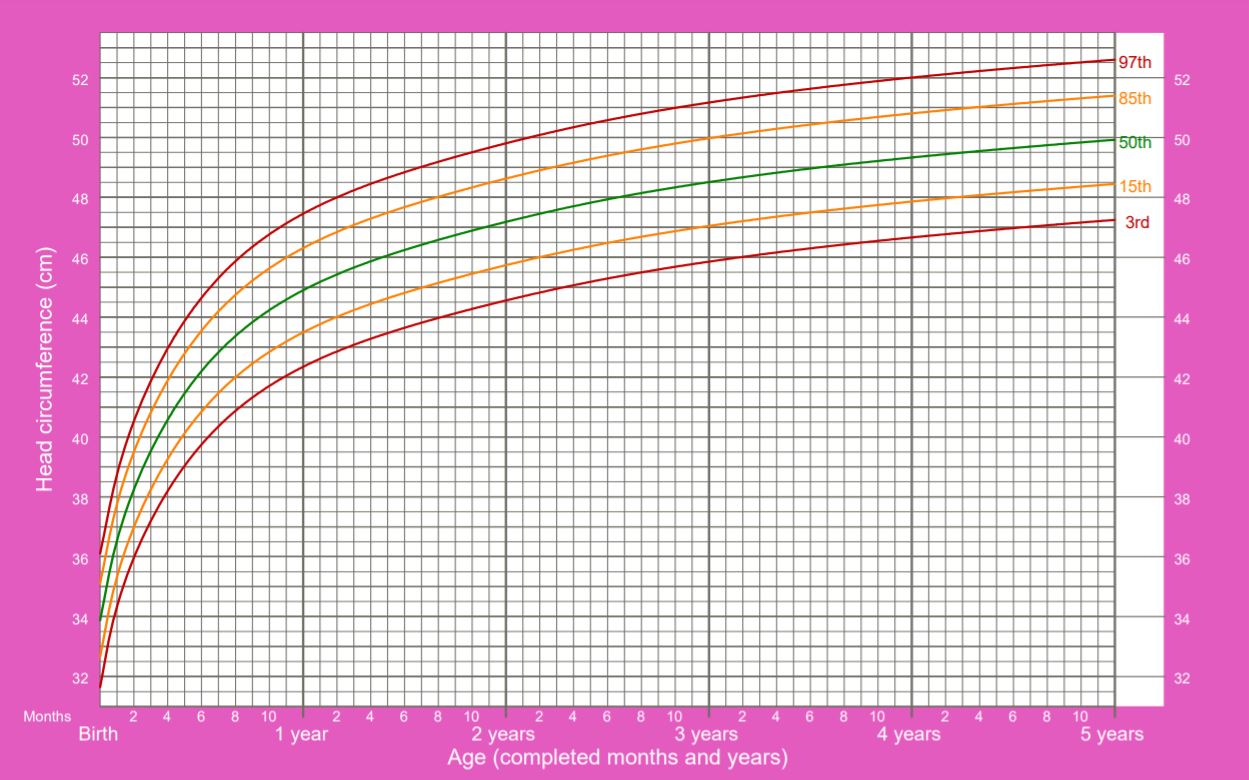 97th
52 52
85th
50 50th 50
48 15th 48
3rd
46 46
44 44
42 42
40 40
38 38
36 36
34 34
32 32
Head circumference (cm)
Months 2 4 6 8 10 2 4 6 8 10 2 4 6 8 10 2 4 6 8 10 2 4 6 8 10
Birth 1 year 2 years 3 years 4 years 5 years
Age (completed months and years)